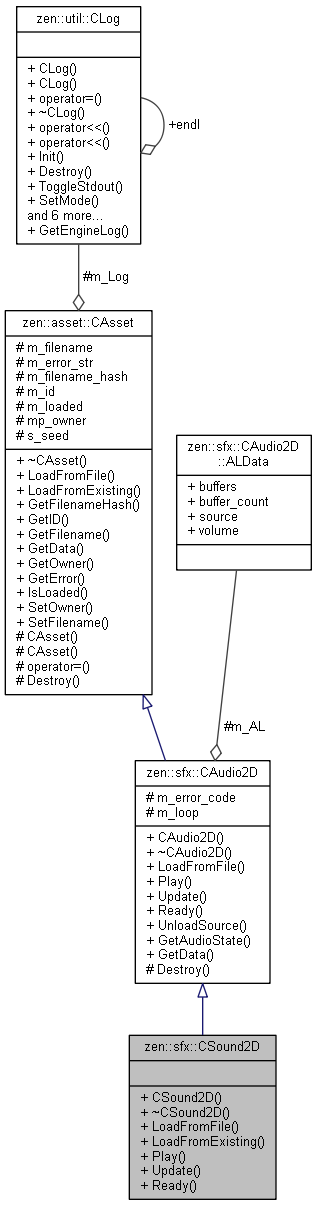 zen::util::CLog
+ CLog()
+ CLog()
+ operator=()
+ ~CLog()
+ operator<<()
+ operator<<()
+ Init()
+ Destroy()
+ ToggleStdout()
+ SetMode()
and 6 more...
+ GetEngineLog()
+endl
#m_Log
zen::asset::CAsset
# m_filename
# m_error_str
# m_filename_hash
# m_id
# m_loaded
# mp_owner
# s_seed
+ ~CAsset()
+ LoadFromFile()
+ LoadFromExisting()
+ GetFilenameHash()
+ GetID()
+ GetFilename()
+ GetData()
+ GetOwner()
+ GetError()
+ IsLoaded()
+ SetOwner()
+ SetFilename()
# CAsset()
# CAsset()
# operator=()
# Destroy()
zen::sfx::CAudio2D
::ALData
+ buffers
+ buffer_count
+ source
+ volume
#m_AL
zen::sfx::CAudio2D
# m_error_code
# m_loop
+ CAudio2D()
+ ~CAudio2D()
+ LoadFromFile()
+ Play()
+ Update()
+ Ready()
+ UnloadSource()
+ GetAudioState()
+ GetData()
# Destroy()
zen::sfx::CSound2D
+ CSound2D()
+ ~CSound2D()
+ LoadFromFile()
+ LoadFromExisting()
+ Play()
+ Update()
+ Ready()